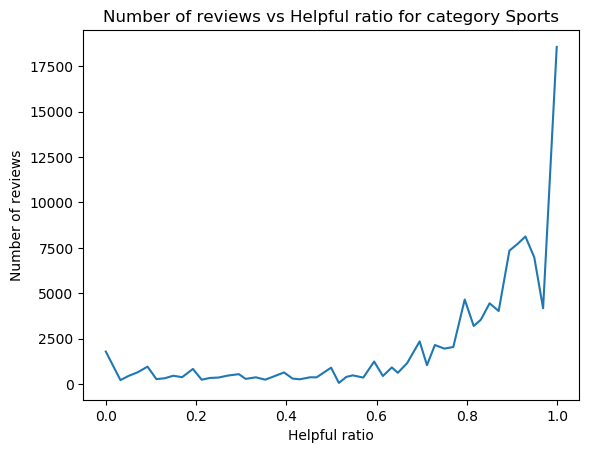 Number of reviews vs Helpful ratio for category Sports
17500
15000
12500
10000
7500
5000
2500
0
Number of reviews
0.0 0.2 0.4 0.6 0.8 1.0
Helpful ratio